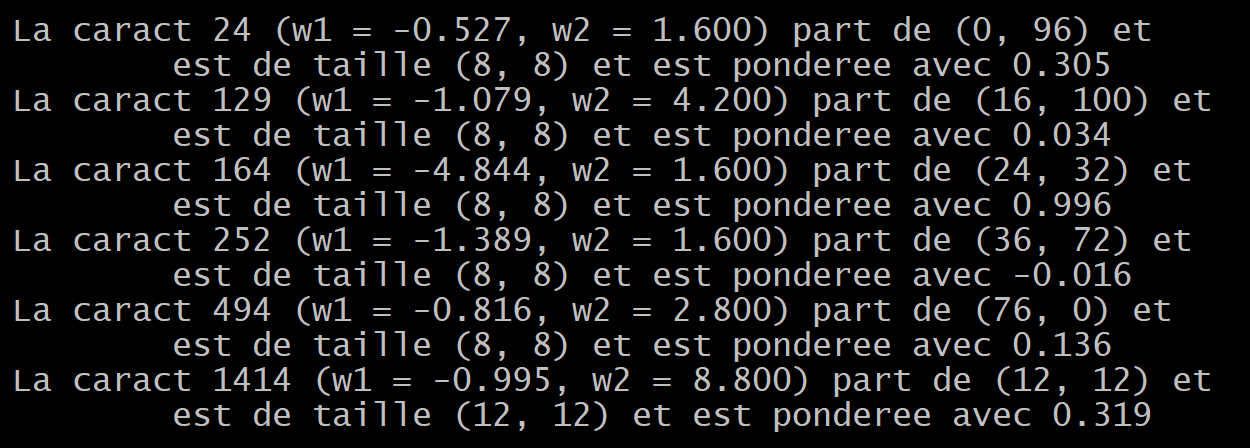 La caract 24 (w1 = -0.527, w2 = 1.600) part de (0, 96) et
est de taille (8, 8) et est ponderee avec 0.305
La caract 129 (w1 = -1.079, w2 = 4.200) part de (16, 100) et
est de taille (8, 8) et est ponderee avec 0.034
La caract 164 (w1 = -4.844, w2 = 1.600) part de (24, 32) et
est de taille (8, 8) et est ponderee avec 0.996
La caract 252 (w1 = -1.389, w2 = 1.600) part de (36, 72) et
est de taille (8, 8) et est ponderee avec -0.016
La caract 494 (w1 = -0.816, w2 = 2.800) part de (76, 0) et
est de taille (8, 8) et est ponderee avec 0.136
La caract 1414 (w1 = -0.995, w2 = 8.800) part de (12, 12) et
est de taille (12, 12) et est ponderee avec 0.319